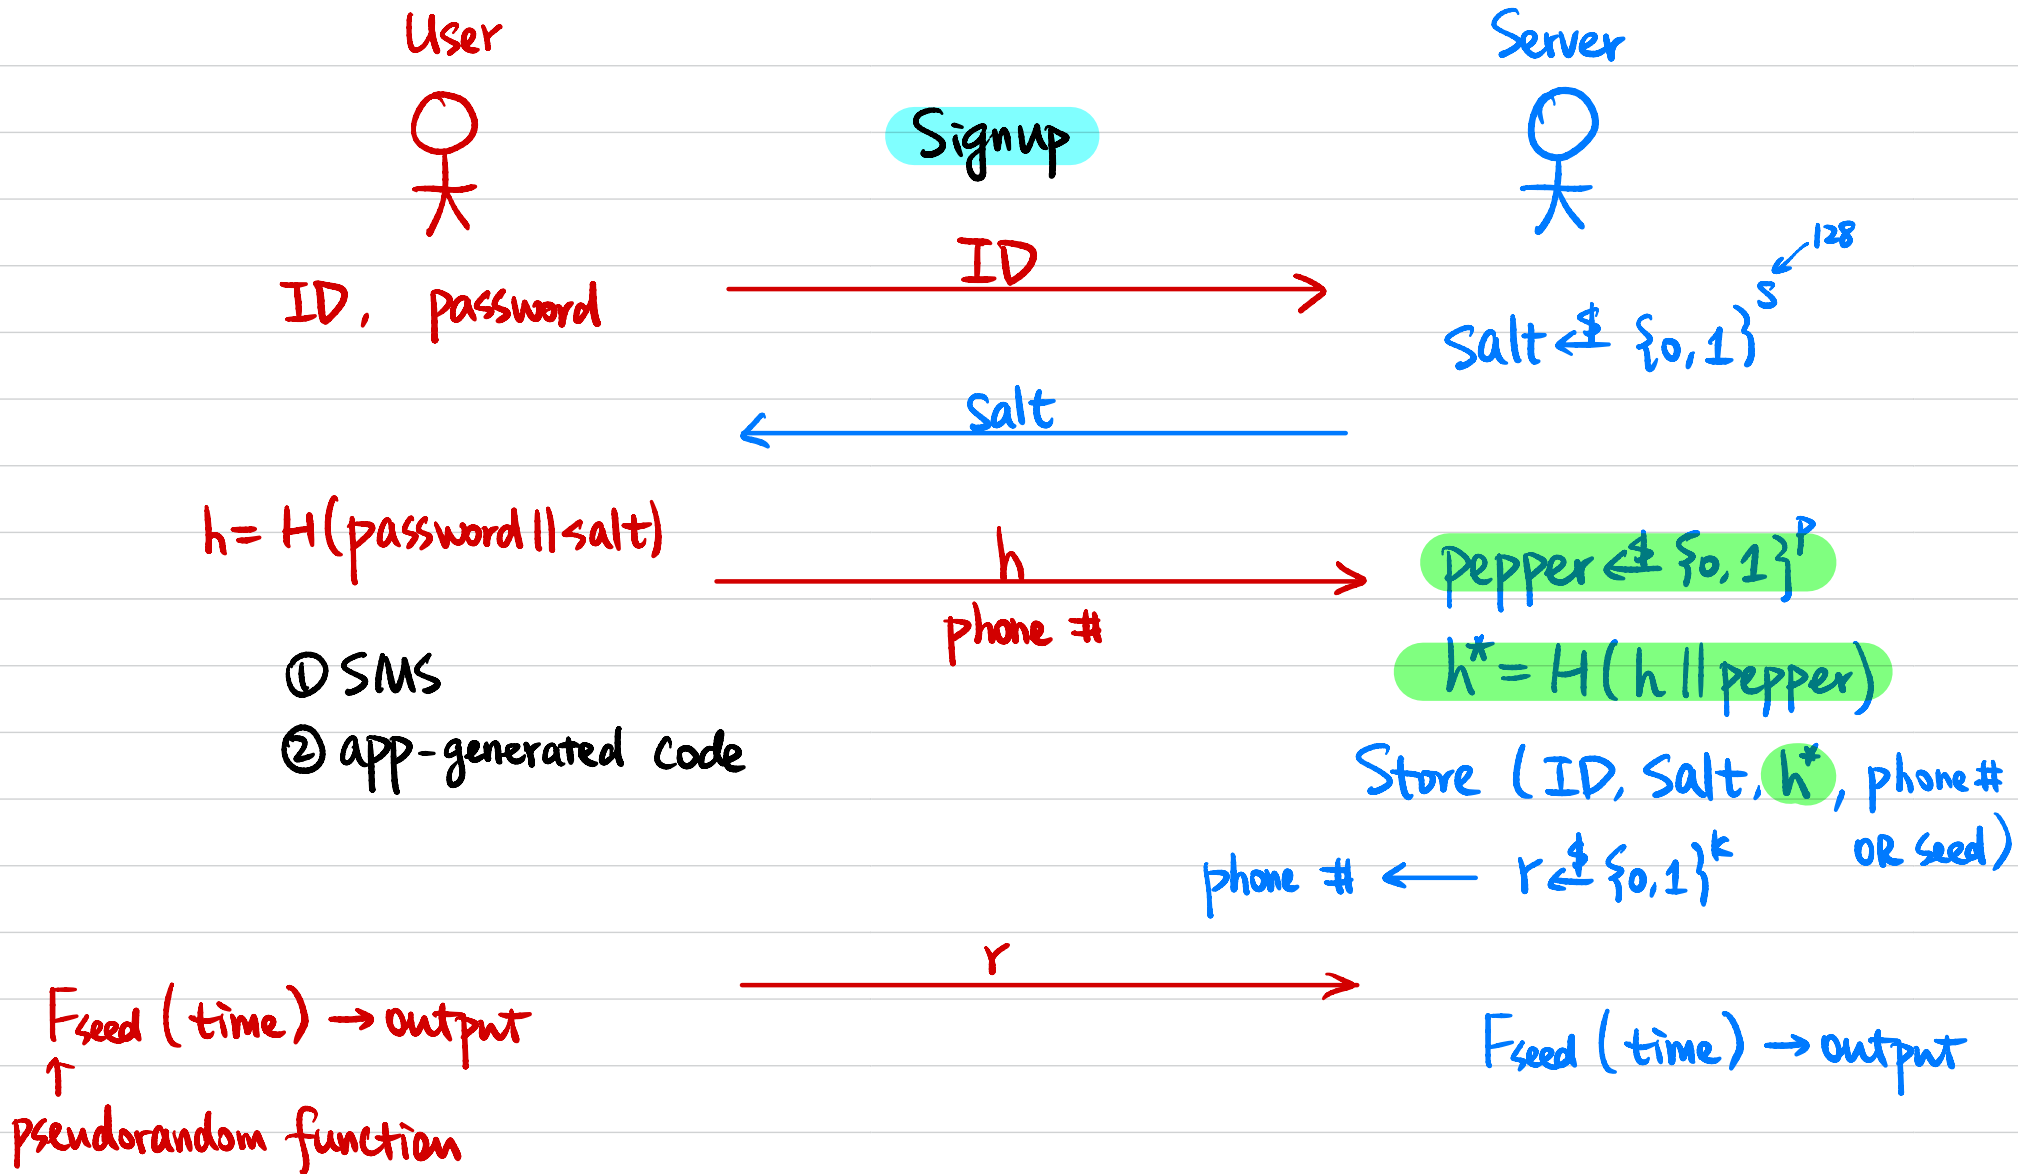 User
Server
Signup
ID, password
ID
128
salt ←$ {0,1}^s
salt
h = H(password||salt)
h
phone #
pepper ←$ {0,1}^p
h* = H(h||pepper)
① SMS
② app-generated code
Store (ID, salt, h*, phone #
OR seed)
phone # ← r ←$ {0,1}^k
r
F_seed (time) → output
↑
pseudorandom function
F_seed (time) → output